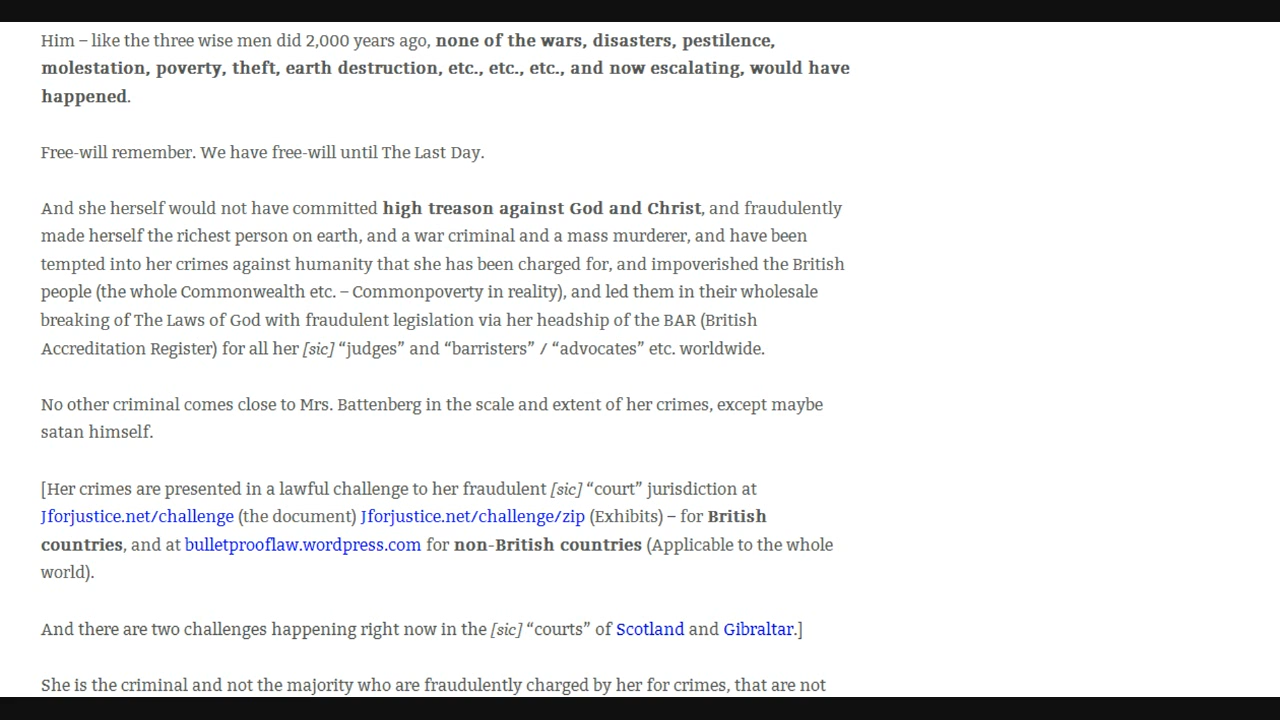 Him – like the three wise men did 2,000 years ago, none of the wars, disasters, pestilence,
molestation, poverty, theft, earth destruction, etc., etc., etc., and now escalating, would have
happened.
Free-will remember. We have free-will until The Last Day.
And she herself would not have committed high treason against God and Christ, and fraudulently
made herself the richest person on earth, and a war criminal and a mass murderer, and have been
tempted into her crimes against humanity that she has been charged for, and impoverished the British
people (the whole Commonwealth etc. – Commonpoverty in reality), and led them in their wholesale
breaking of The Laws of God with fraudulent legislation via her headship of the BAR (British
Accreditation Register) for all her [sic] “judges” and “barristers” / “advocates” etc. worldwide.
No other criminal comes close to Mrs. Battenberg in the scale and extent of her crimes, except maybe
satan himself.
[Her crimes are presented in a lawful challenge to her fraudulent [sic] “court” jurisdiction at
Jforjustice.net/challenge (the document) Jforjustice.net/challenge/zip (Exhibits) – for British
countries, and at bulletprooflaw.wordpress.com for non-British countries (Applicable to the whole
world).
And there are two challenges happening right now in the [sic] “courts” of Scotland and Gibraltar.]
She is the criminal and not the majority who are fraudulently charged by her for crimes, that are not